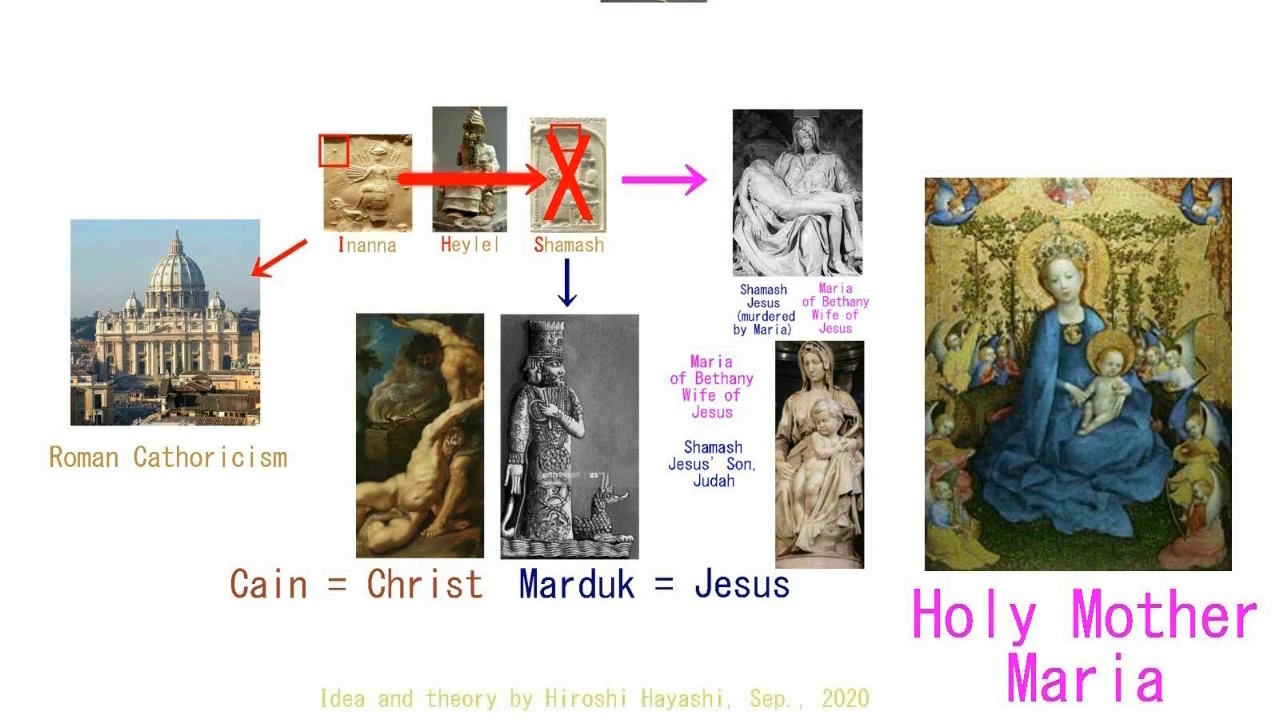 Inanna
Heylel
Shamash
Shamash
Jesus
(murdered
by Maria)
Maria
of Bethany
Wife of
Jesus
Maria
of Bethany
Wife of
Jesus
Shamash
Jesus' Son,
Judah
Roman Cathoricism
Cain = Christ
Marduk = Jesus
Holy Mother
Maria
Idea and theory by Hiroshi Hayashi, Sep., 2020